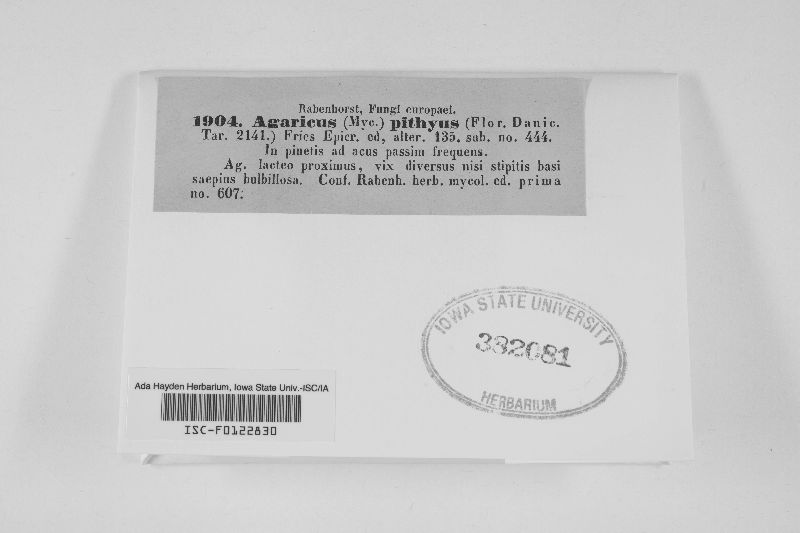 Rabenhorst, Fungi europaei.
1904. Agaricus (Myc.) pithyus (Flor. Danic.
Tar. 2141.) Fries Epicr. ed, alter. 135. sub. no. 444.
In pinetis ad acus passim frequens.
Ag. lacteo proximus, vix diversus nisi stipitis basi
saepius bulbillosa. Conf. Rabenh. herb. mycol. ed. prima
no. 607.
IOWA STATE UNIVERSITY
332081
HERBARIUM
Ada Hayden Herbarium, Iowa State Univ.-ISC/IA
ISC-F0122830